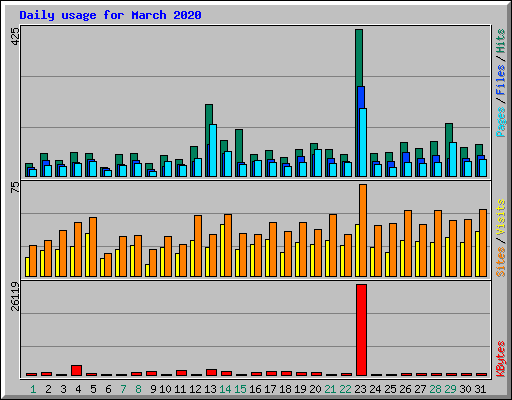 Daily usage for March 2020
425
Pages / Files / Hits
75
Sites / Visits
26119
KBytes
1 2 3 4 5 6 7 8 9 10 11 12 13 14 15 16 17 18 19 20 21 22 23 24 25 26 27 28 29 30 31